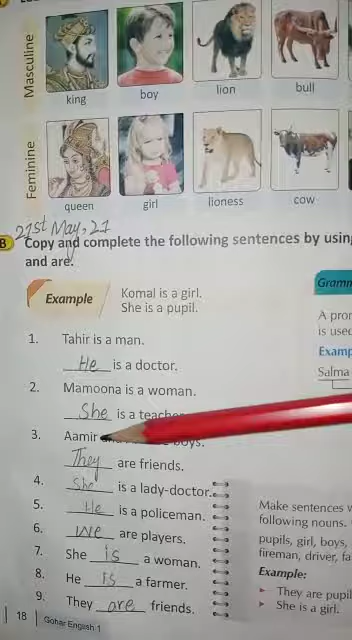 Masculine
king
boy
lion
bull
Feminine
queen
girl
lioness
cow
21st May, 21
B Copy and complete the following sentences by using
and are.
Example
Komal is a girl.
She is a pupil.
1. Tahir is a man.
He is a doctor.
2. Mamoona is a woman.
She is a teacher
3. Aamir boys.
They are friends.
4. She is a lady-doctor.
5. He is a policeman.
6. we are players.
7. She is a woman.
8. He is a farmer.
9. They are friends.
18 Gohar English 1
Gramm
A pron
is used
Examp
Salma
Make sentences w
following nouns.
pupils, girl, boys,
fireman, driver, fa
Example:
They are pupil
She is a girl.